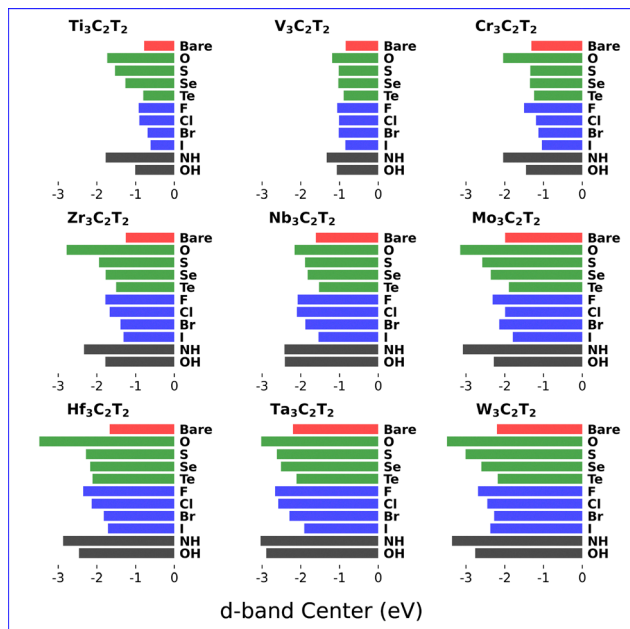 Ti₃C₂T₂
Bare
O
S
Se
Te
F
Cl
Br
I
NH
OH
-3 -2 -1 0
V₃C₂T₂
Bare
O
S
Se
Te
F
Cl
Br
I
NH
OH
-3 -2 -1 0
Cr₃C₂T₂
Bare
O
S
Se
Te
F
Cl
Br
I
NH
OH
-3 -2 -1 0
Zr₃C₂T₂
Bare
O
S
Se
Te
F
Cl
Br
I
NH
OH
-3 -2 -1 0
Nb₃C₂T₂
Bare
O
S
Se
Te
F
Cl
Br
I
NH
OH
-3 -2 -1 0
Mo₃C₂T₂
Bare
O
S
Se
Te
F
Cl
Br
I
NH
OH
-3 -2 -1 0
Hf₃C₂T₂
Bare
O
S
Se
Te
F
Cl
Br
I
NH
OH
-3 -2 -1 0
Ta₃C₂T₂
Bare
O
S
Se
Te
F
Cl
Br
I
NH
OH
-3 -2 -1 0
W₃C₂T₂
Bare
O
S
Se
Te
F
Cl
Br
I
NH
OH
-3 -2 -1 0
d-band Center (eV)